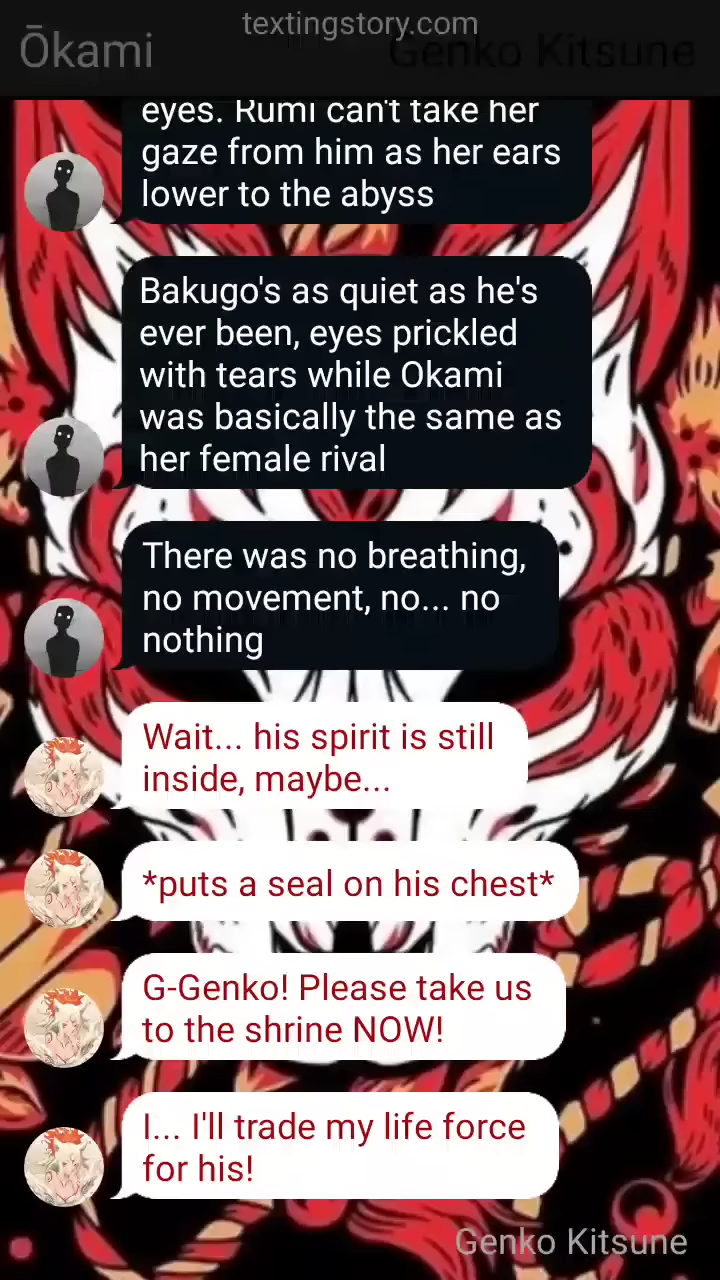 textingstory.com
Ōkami
Genko Kitsune
eyes. Rumi can't take her
gaze from him as her ears
lower to the abyss
Bakugo's as quiet as he's
ever been, eyes prickled
with tears while Okami
was basically the same as
her female rival
There was no breathing,
no movement, no... no
nothing
Wait... his spirit is still
inside, maybe...
*puts a seal on his chest*
G-Genko! Please take us
to the shrine NOW!
I... I'll trade my life force
for his!
Genko Kitsune